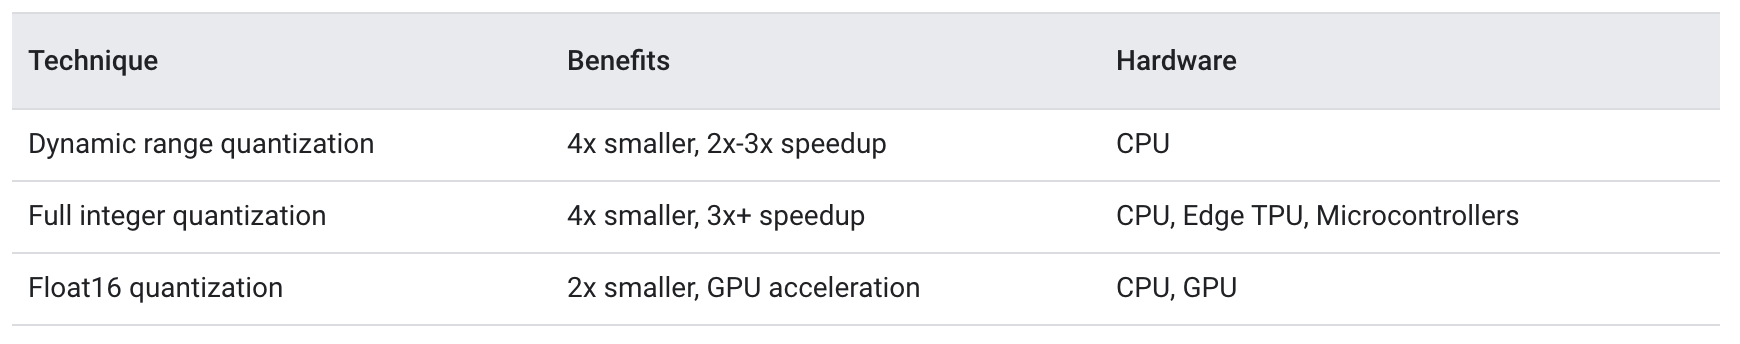 Technique Benefits Hardware
Dynamic range quantization 4x smaller, 2x-3x speedup CPU
Full integer quantization 4x smaller, 3x+ speedup CPU, Edge TPU, Microcontrollers
Float16 quantization 2x smaller, GPU acceleration CPU, GPU